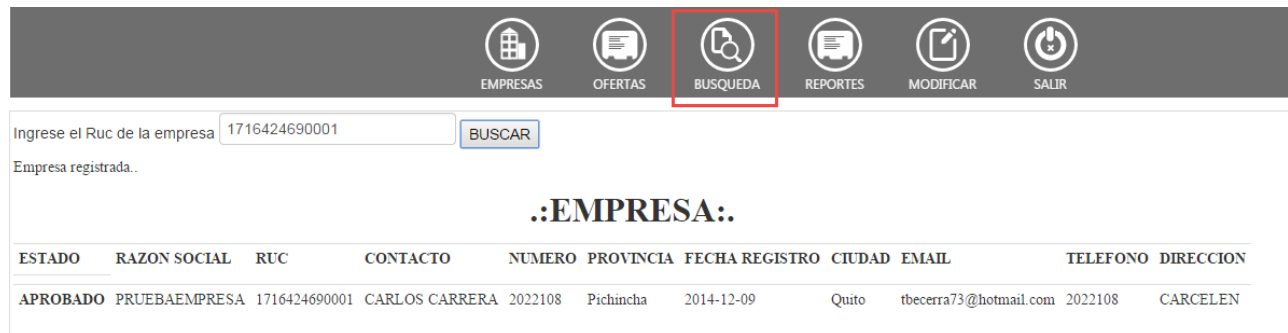 EMPRESAS OFERTAS BUSQUEDA REPORTES MODIFICAR SALIR
Ingrese el Ruc de la empresa 1716424690001 BUSCAR
Empresa registrada..
.:EMPRESA:.
ESTADO RAZON SOCIAL RUC CONTACTO NUMERO PROVINCIA FECHA REGISTRO CIUDAD EMAIL TELEFONO DIRECCION
APROBADO PRUEBAEMPRESA 1716424690001 CARLOS CARRERA 2022108 Pichincha 2014-12-09 Quito tbecerra73@hotmail.com 2022108 CARCELEN